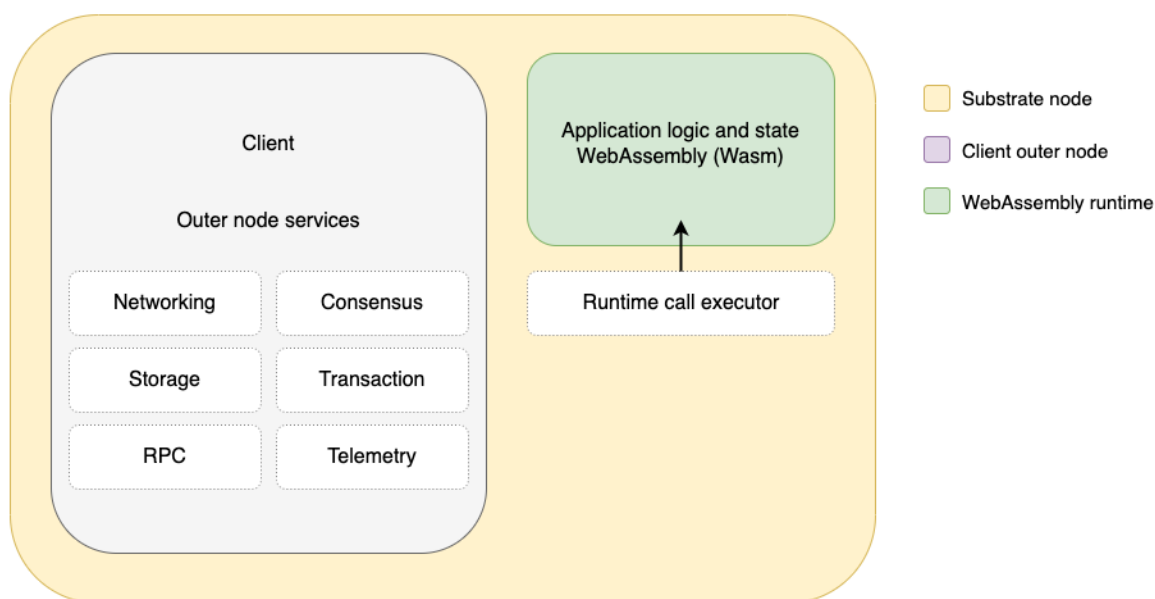 Client
Outer node services
Networking
Consensus
Storage
Transaction
RPC
Telemetry
Application logic and state
WebAssembly (Wasm)
Runtime call executor
Substrate node
Client outer node
WebAssembly runtime